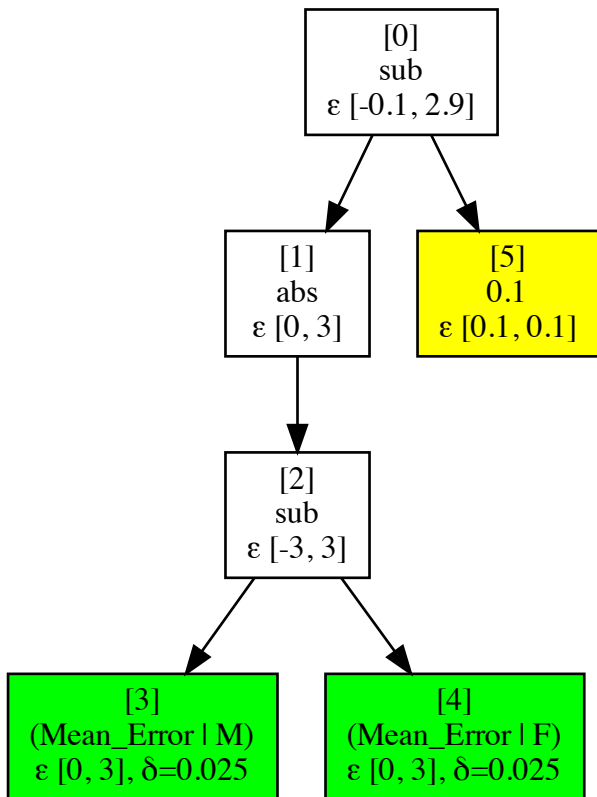 [0]
sub
ε [-0.1, 2.9]
[1]
abs
ε [0, 3]
[5]
0.1
ε [0.1, 0.1]
[2]
sub
ε [-3, 3]
[3]
(Mean_Error | M)
ε [0, 3], δ=0.025
[4]
(Mean_Error | F)
ε [0, 3], δ=0.025